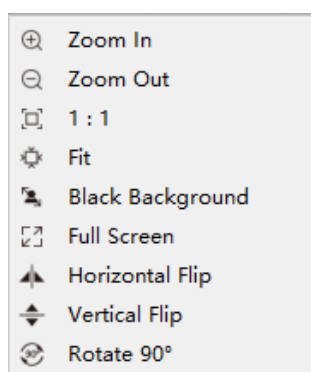 Zoom In
Zoom Out
1 : 1
Fit
Black Background
Full Screen
Horizontal Flip
Vertical Flip
Rotate 90°